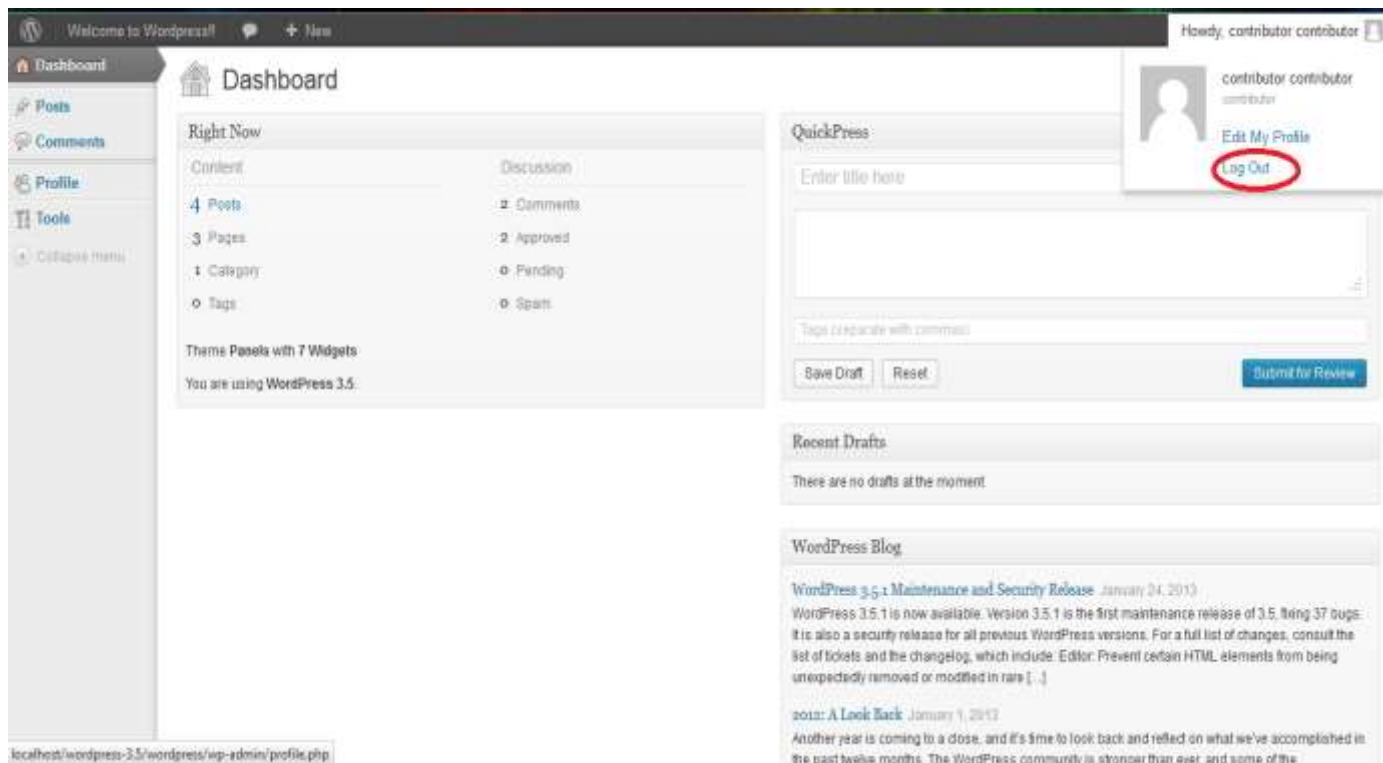 Welcome to Wordpress!!
+ New
Howdy, contributor contributor
contributor contributor
contributor
Edit My Profile
Log Out
Dashboard
Posts
Comments
Profile
Tools
Collapse menu
Dashboard
Right Now
Content
Discussion
4 Posts
2 Comments
3 Pages
2 Approved
1 Category
0 Pending
0 Tags
0 Spam
Theme Panels with 7 Widgets
You are using WordPress 3.5.
QuickPress
Enter title here
Tags (separate with commas)
Save Draft
Reset
Submit for Review
Recent Drafts
There are no drafts at the moment
WordPress Blog
WordPress 3.5.1 Maintenance and Security Release January 24, 2013
WordPress 3.5.1 is now available. Version 3.5.1 is the first maintenance release of 3.5, fixing 37 bugs.
It is also a security release for all previous WordPress versions. For a full list of changes, consult the
list of tickets and the changelog, which include: Editor: Prevent certain HTML elements from being
unexpectedly removed or modified in rare […]
2012: A Look Back January 1, 2013
Another year is coming to a close, and it's time to look back and reflect on what we've accomplished in
the past twelve months. The WordPress community is stronger than ever, and some of the
localhost/wordpress-3.5/wordpress/wp-admin/profile.php